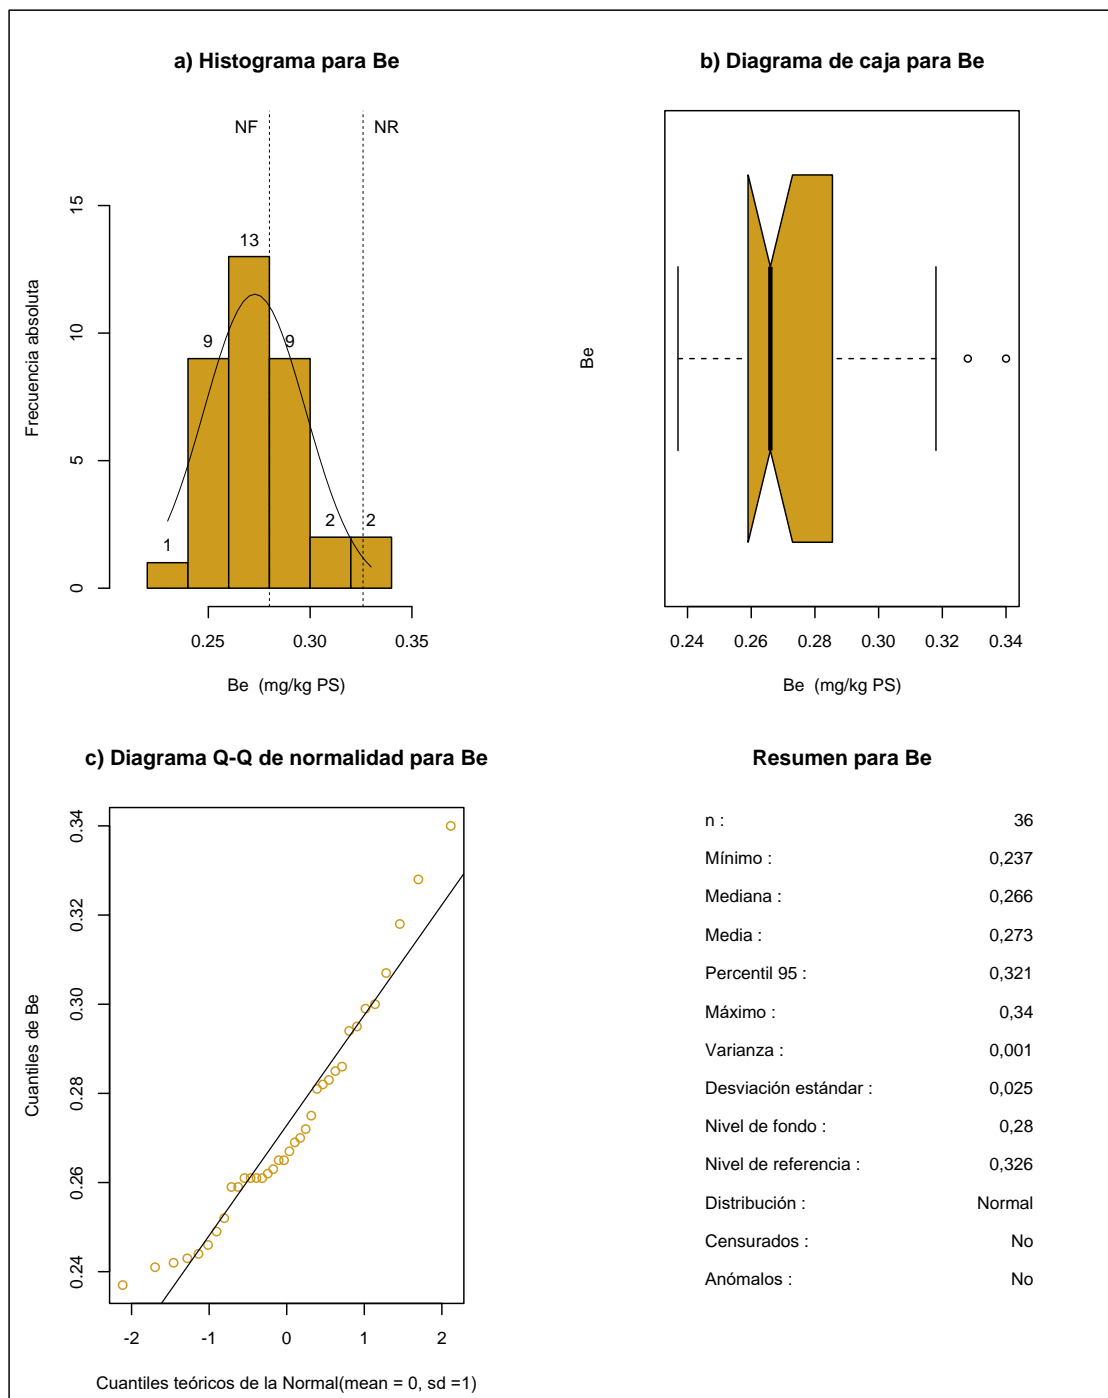 a) Histograma para Be
NF
NR
Frecuencia absoluta
15
10
5
0
1
9
13
9
2
2
0.25 0.30 0.35
Be (mg/kg PS)
b) Diagrama de caja para Be
Be
0.24 0.26 0.28 0.30 0.32 0.34
Be (mg/kg PS)
c) Diagrama Q-Q de normalidad para Be
Cuantiles de Be
0.34
0.32
0.30
0.28
0.26
0.24
-2 -1 0 1 2
Cuantiles teóricos de la Normal(mean = 0, sd =1)
Resumen para Be
n : 36
Mínimo : 0,237
Mediana : 0,266
Media : 0,273
Percentil 95 : 0,321
Máximo : 0,34
Varianza : 0,001
Desviación estándar : 0,025
Nivel de fondo : 0,28
Nivel de referencia : 0,326
Distribución : Normal
Censurados : No
Anómalos : No